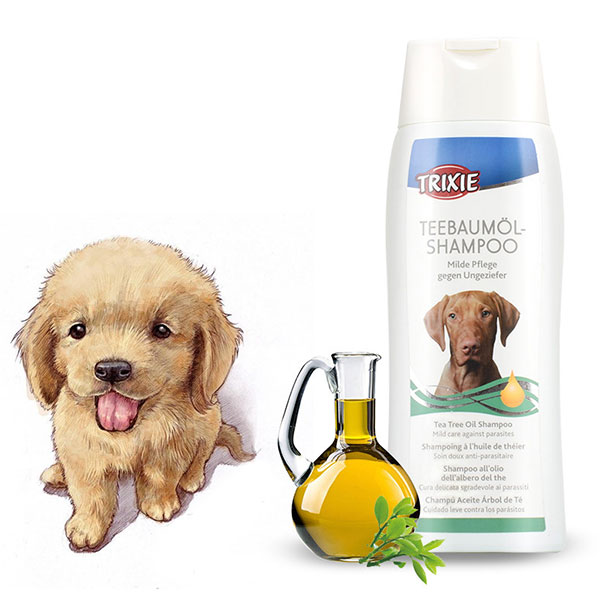 TRIXIE
TEEBAUMÖL-
SHAMPOO
Milde Pflege
gegen Ungeziefer
Tea Tree Oil Shampoo
Mild care against parasites
Shampoing à l'huile de théier
Soin doux anti-parasitaire
Shampoo all'olio
dell'albero del the
Cura delicata sgradevole ai parassiti
Champú Aceite Árbol de Té
Cuidado leve contra los parásitos